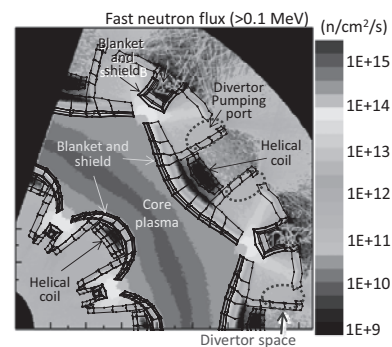 Fast neutron flux (>0.1 MeV)
(n/cm²/s)
Blanket and
shield
Divertor
Pumping
port
Blanket and
shield
Helical
coil
Core
plasma
Helical
coil
Divertor space
1E+15
1E+14
1E+13
1E+12
1E+11
1E+10
1E+9